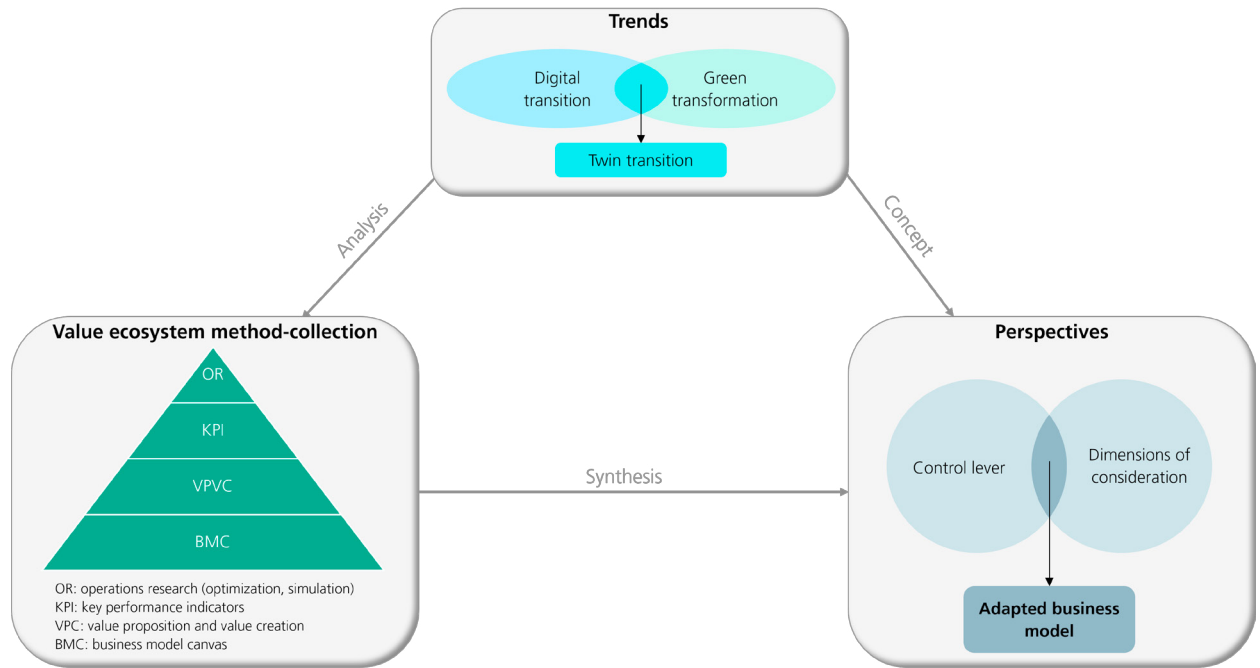 Trends
Digital
transition
Green
transformation
Twin transition
Analysis
Concept
Value ecosystem method-collection
OR
KPI
VPVC
BMC
OR: operations research (optimization, simulation)
KPI: key performance indicators
VPC: value proposition and value creation
BMC: business model canvas
Synthesis
Perspectives
Control lever
Dimensions of
consideration
Adapted business
model